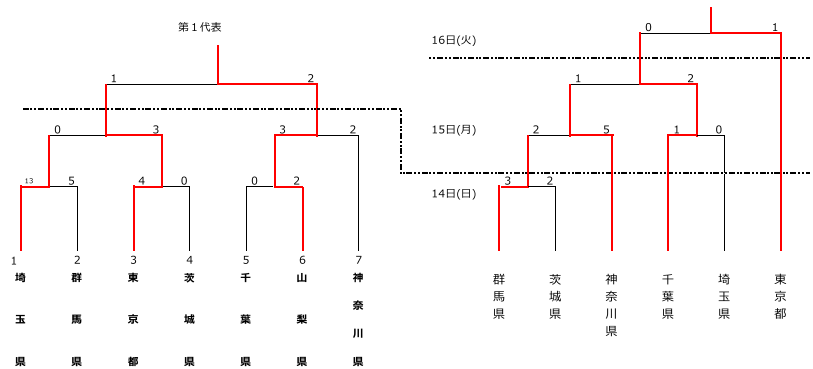 第１代表
0 1
16日(火)
1 2
1 2
0 3 3 2
15日(月)
2 5 1 0
13 5 4 0 0 2
14日(日)
3 2
1 2 3 4 5 6 7
埼玉県
群馬県
東京都
茨城県
千葉県
山梨県
神奈川県
群馬県
茨城県
神奈川県
千葉県
埼玉県
東京都